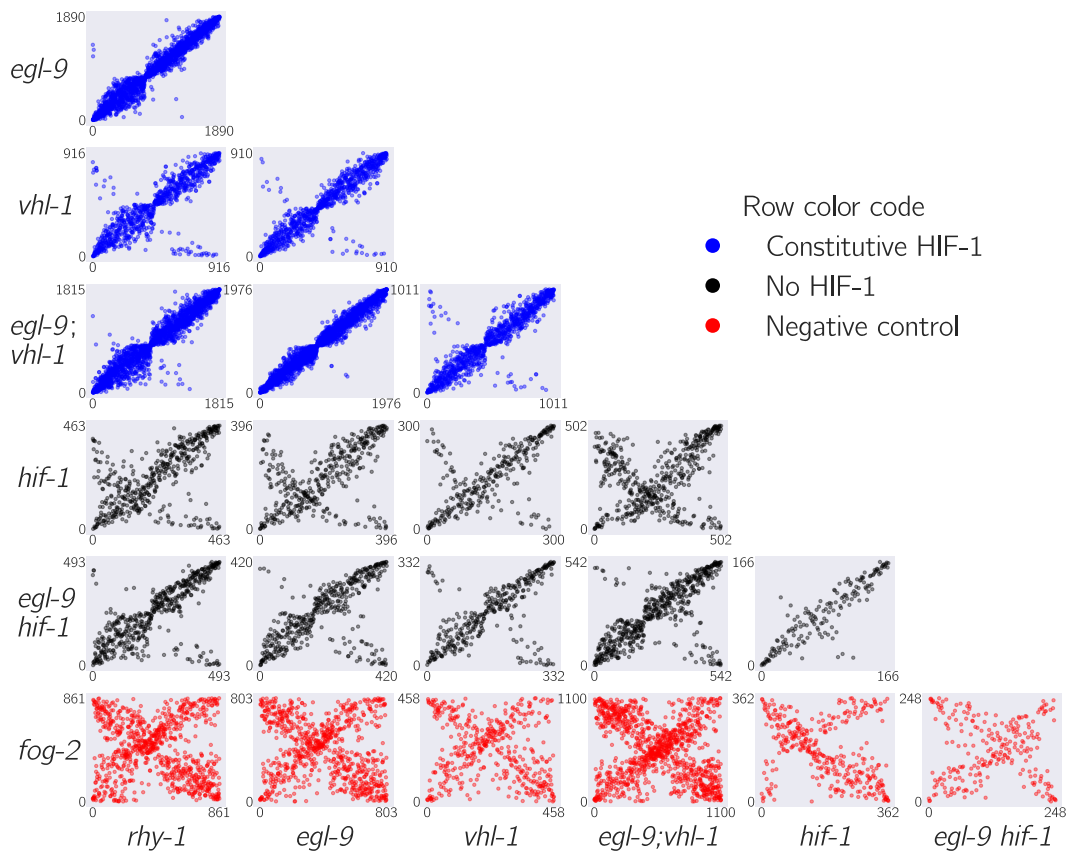 1890
egl-9
0
0 1890
916 910
vhl-1
0 0
0 916 0 910
Row color code
Constitutive HIF-1
No HIF-1
Negative control
1815 1976 1011
egl-9;
vhl-1
0 0 0
0 1815 0 1976 0 1011
463 396 300 502
hif-1
0 0 0 0
0 463 0 396 0 300 0 502
493 420 332 542 166
egl-9
hif-1
0 0 0 0 0
0 493 0 420 0 332 0 542 0 166
861 803 458 1100 362 248
fog-2
0 0 0 0 0 0
0 861 0 803 0 458 0 1100 0 362 0 248
rhy-1 egl-9 vhl-1 egl-9;vhl-1 hif-1 egl-9 hif-1